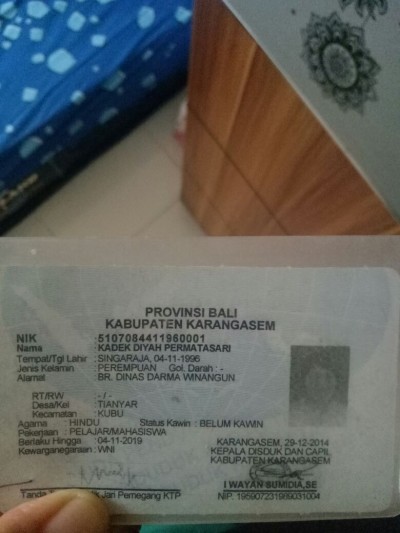 PROVINSI BALI
KABUPATEN KARANGASEM
NIK : 5107084411960001
Nama : KADEK DIYAH PERMATASARI
Tempat/Tgl Lahir : SINGARAJA, 04-11-1996
Jenis Kelamin : PEREMPUAN Gol. Darah : -
Alamat : BR. DINAS DARMA WINANGUN
RT/RW : - / -
Desa/Kel : TIANYAR
Kecamatan : KUBU
Agama : HINDU Status Kawin : BELUM KAWIN
Pekerjaan : PELAJAR/MAHASISWA
Berlaku Hingga : 04-11-2019
Kewarganegaraan : WNI
KARANGASEM, 29-12-2014
KEPALA DISDUK DAN CAPIL
KABUPATEN KARANGASEM
I WAYAN SUMIDIA,SE
NIP. 195907231989031004
Tanda Jari Pemegang KTP